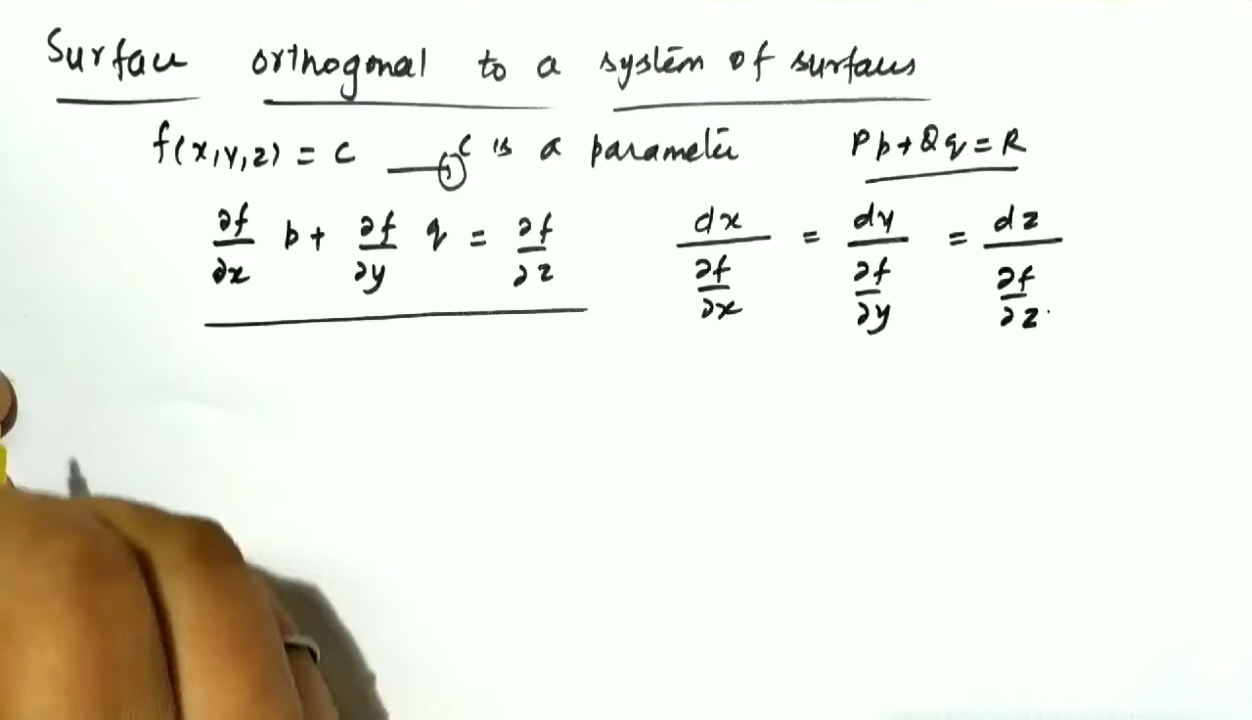 Surface orthogonal to a system of surfaces
f(x,y,z) = c —① c is a parameter Pp+Qq=R
∂f/∂x p + ∂f/∂y q = ∂f/∂z dx/(∂f/∂x) = dy/(∂f/∂y) = dz/(∂f/∂z)